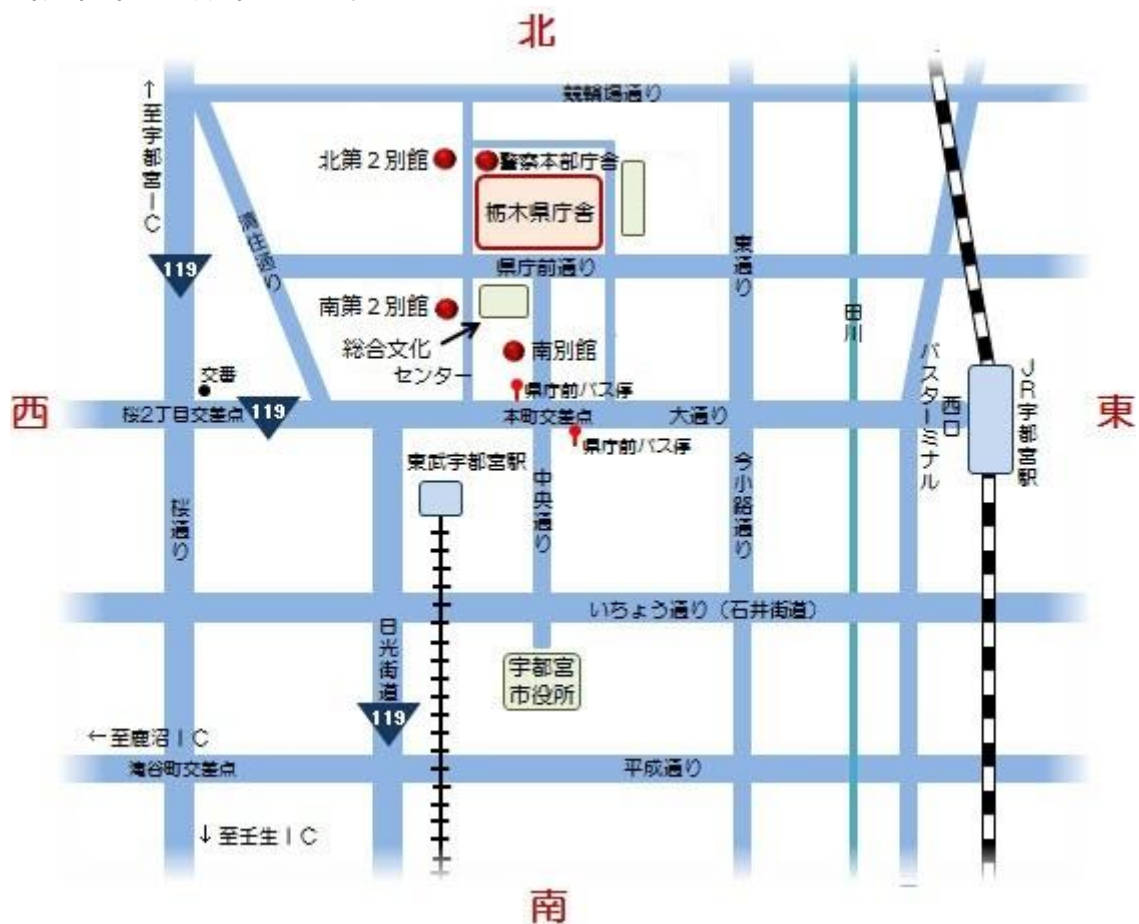 北
競輪場通り
↑至宇都宮IC
北第2別館
警察本部庁舎
栃木県庁舎
119
県庁前通り
東通り
南第2別館
田川
総合文化
センター
南別館
交番
県庁前バス停
西
桜2丁目交差点
119
本町交差点
大通り
バスターミナル
西口
JR宇都宮駅
東
県庁前バス停
東武宇都宮駅
桜通り
中央通り
今小路通り
いちょう通り(石井街道)
日光街道
宇都宮
市役所
119
←至鹿沼IC
滝谷町交差点
平成通り
↓至壬生IC
南